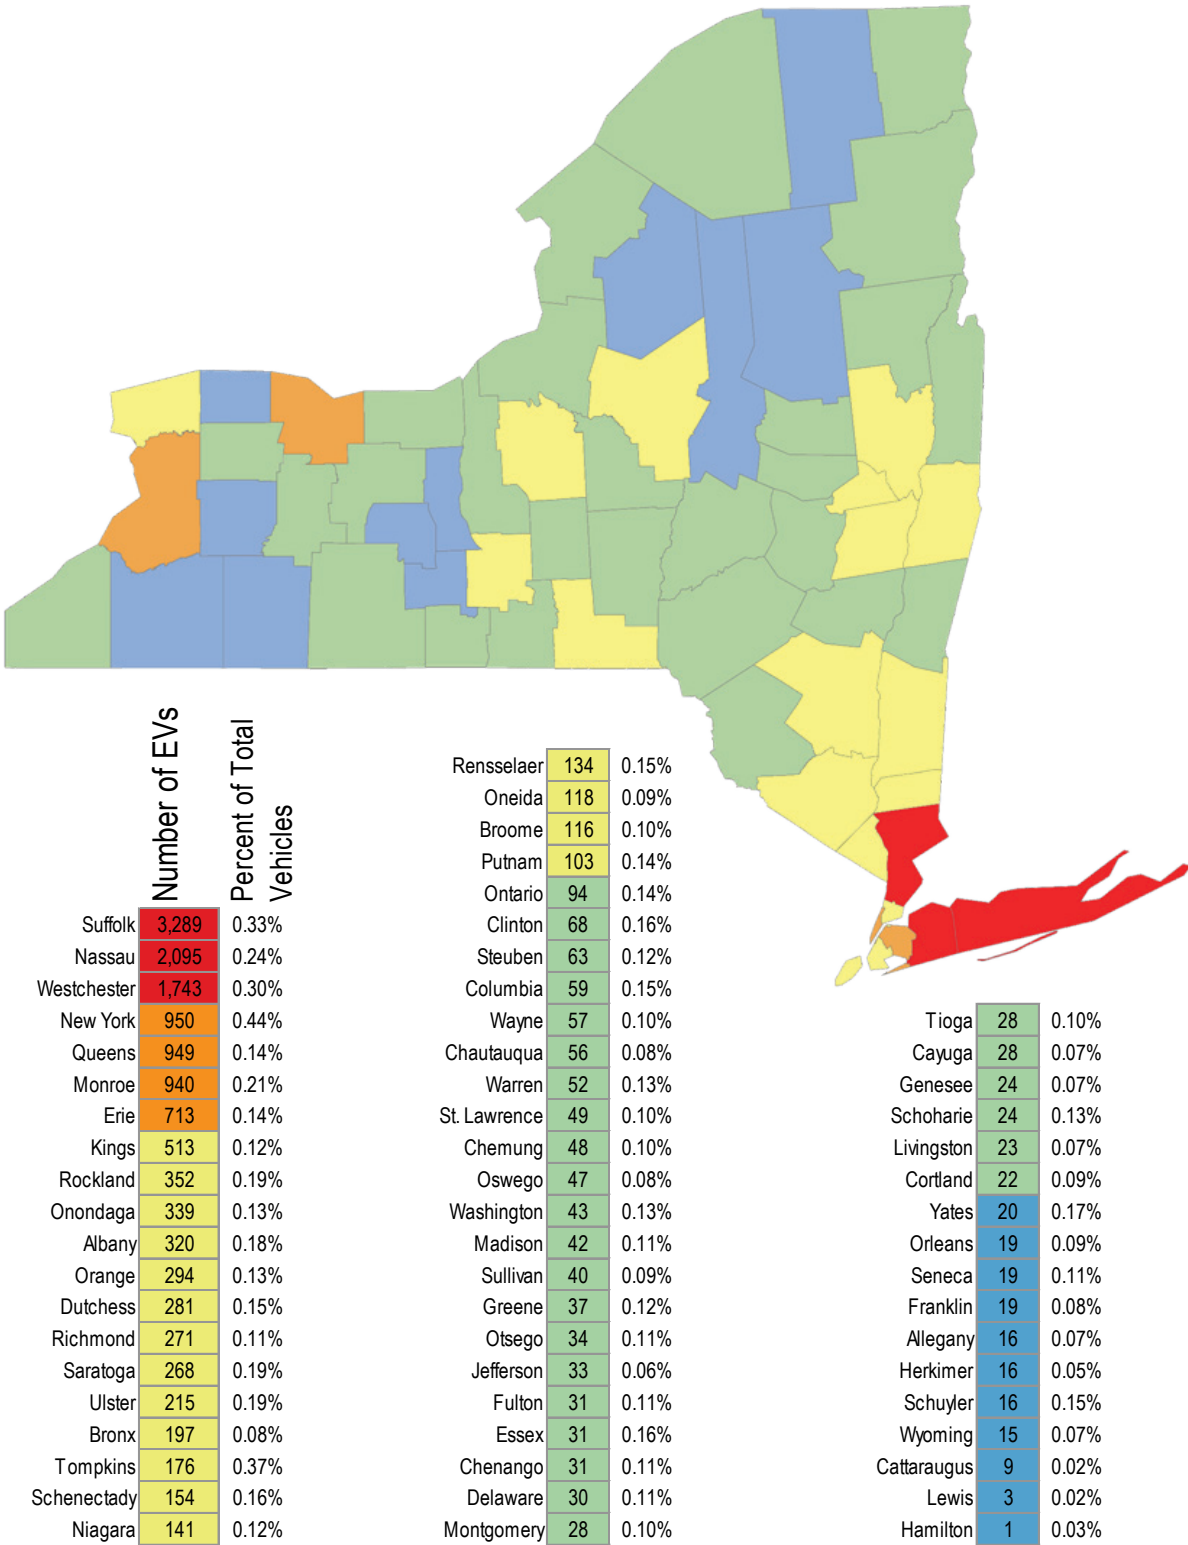 Number of EVs
Percent of Total
Vehicles
Suffolk 3,289 0.33%
Nassau 2,095 0.24%
Westchester 1,743 0.30%
New York 950 0.44%
Queens 949 0.14%
Monroe 940 0.21%
Erie 713 0.14%
Kings 513 0.12%
Rockland 352 0.19%
Onondaga 339 0.13%
Albany 320 0.18%
Orange 294 0.13%
Dutchess 281 0.15%
Richmond 271 0.11%
Saratoga 268 0.19%
Ulster 215 0.19%
Bronx 197 0.08%
Tompkins 176 0.37%
Schenectady 154 0.16%
Niagara 141 0.12%
Rensselaer 134 0.15%
Oneida 118 0.09%
Broome 116 0.10%
Putnam 103 0.14%
Ontario 94 0.14%
Clinton 68 0.16%
Steuben 63 0.12%
Columbia 59 0.15%
Wayne 57 0.10%
Chautauqua 56 0.08%
Warren 52 0.13%
St. Lawrence 49 0.10%
Chemung 48 0.10%
Oswego 47 0.08%
Washington 43 0.13%
Madison 42 0.11%
Sullivan 40 0.09%
Greene 37 0.12%
Otsego 34 0.11%
Jefferson 33 0.06%
Fulton 31 0.11%
Essex 31 0.16%
Chenango 31 0.11%
Delaware 30 0.11%
Montgomery 28 0.10%
Tioga 28 0.10%
Cayuga 28 0.07%
Genesee 24 0.07%
Schoharie 24 0.13%
Livingston 23 0.07%
Cortland 22 0.09%
Yates 20 0.17%
Orleans 19 0.09%
Seneca 19 0.11%
Franklin 19 0.08%
Allegany 16 0.07%
Herkimer 16 0.05%
Schuyler 16 0.15%
Wyoming 15 0.07%
Cattaraugus 9 0.02%
Lewis 3 0.02%
Hamilton 1 0.03%